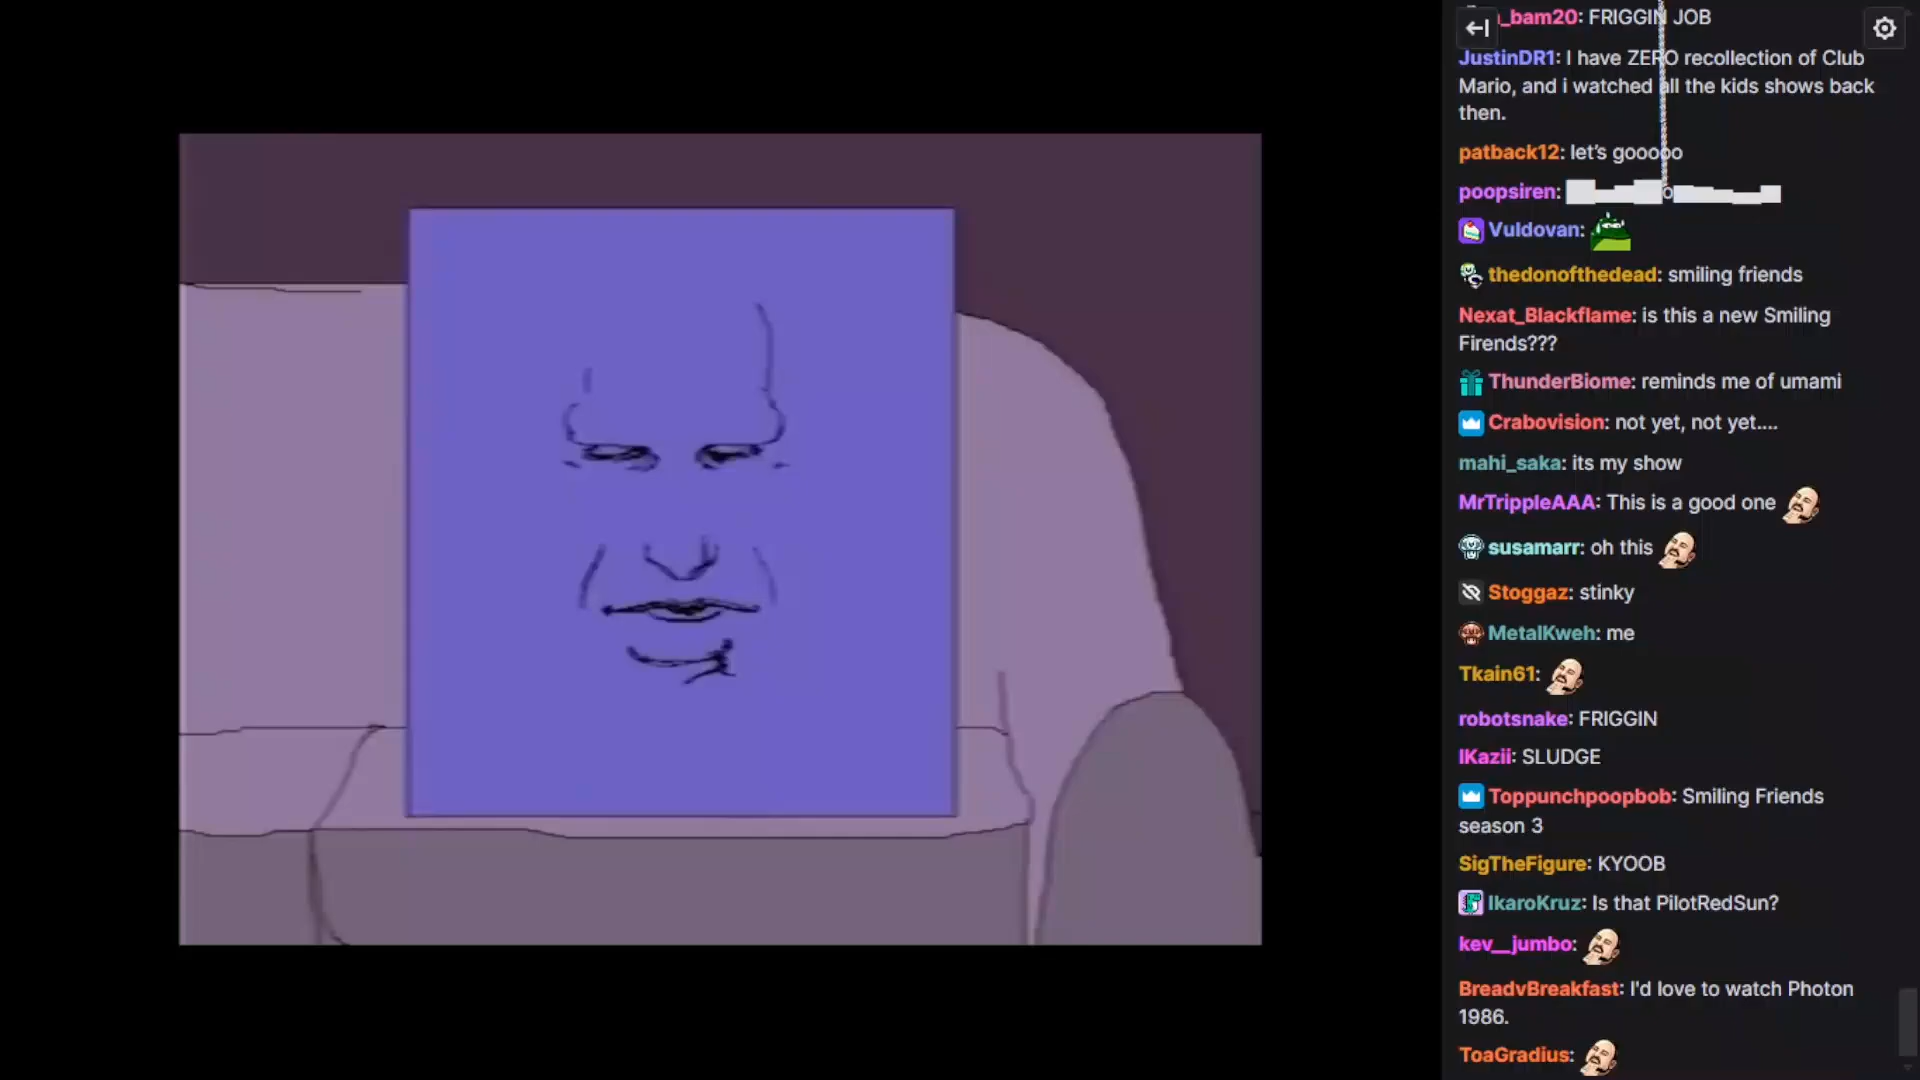 _bam20: FRIGGIN JOB
JustinDR1: I have ZERO recollection of Club
Mario, and i watched all the kids shows back
then.
patback12: let's gooooo
poopsiren:
Vuldovan:
thedonofthedead: smiling friends
Nexat_Blackflame: is this a new Smiling
Firends???
ThunderBiome: reminds me of umami
Crabovision: not yet, not yet....
mahi_saka: its my show
MrTrippleAAA: This is a good one
susamarr: oh this
Stoggaz: stinky
MetalKweh: me
Tkain61:
robotsnake: FRIGGIN
IKazii: SLUDGE
Toppunchpoopbob: Smiling Friends
season 3
SigTheFigure: KYOOB
IkaroKruz: Is that PilotRedSun?
kev__jumbo:
BreadvBreakfast: I'd love to watch Photon
1986.
ToaGradius: